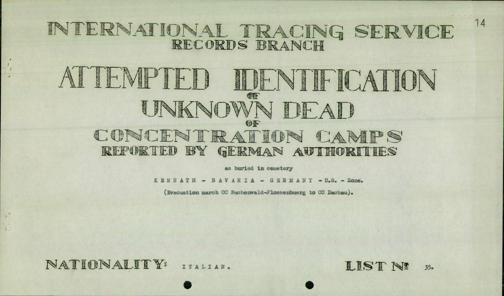 14
INTERNATIONAL TRACING SERVICE
RECORDS BRANCH
ATTEMPTED IDENTIFICATION
OF
UNKNOWN DEAD
OF
CONCENTRATION CAMPS
REPORTED BY GERMAN AUTHORITIES
as buried in cemetery
KEMNATH - BAVARIA - GERMANY - U.S. - Zone.
(Evacuation march CC Buchenwald-Flossenbuerg to CC Dachau).
NATIONALITY: ITALIAN. LIST Nº 35.